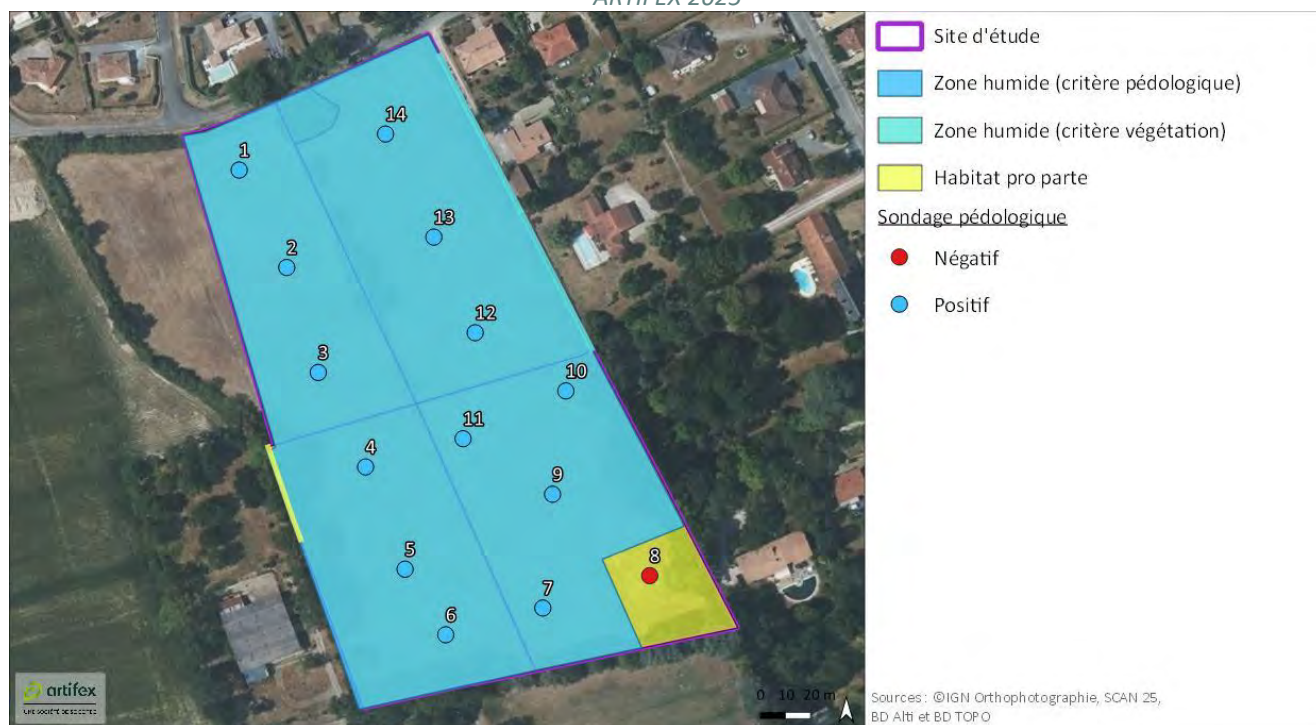 ARTIFEX 2023
Site d'étude
Zone humide (critère pédologique)
Zone humide (critère végétation)
Habitat pro parte
Sondage pédologique
Négatif
Positif
14
1
13
2
12
3
10
11
4
9
5
8
7
6
artifex
0 10 20 m
Sources : ©IGN Orthophotographie, SCAN 25,
BD Alti et BD TOPO